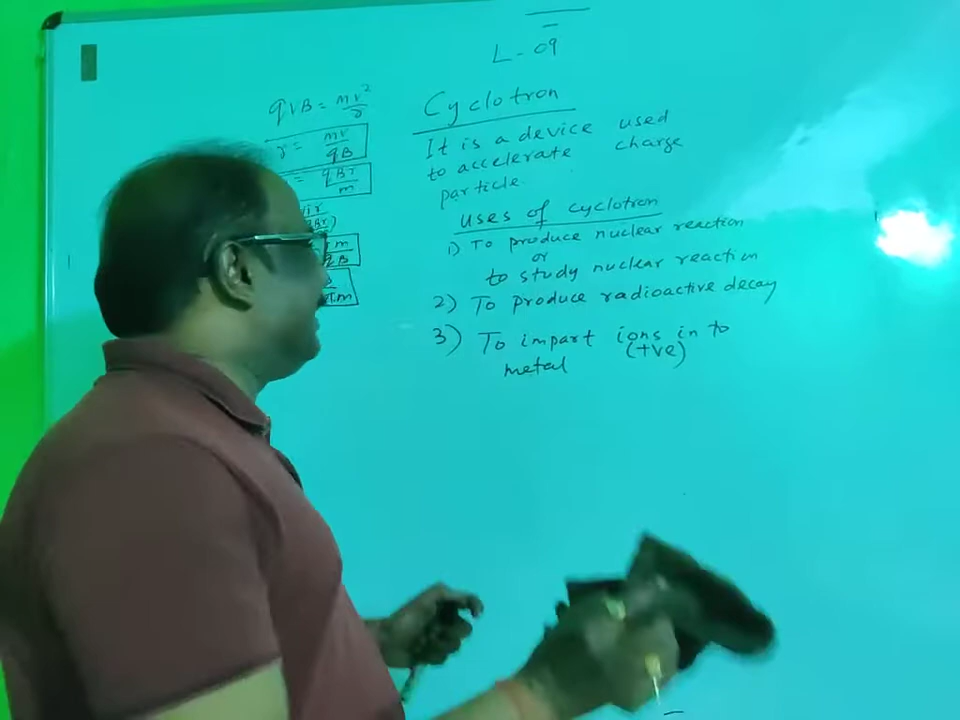 L - 09
qVB = mv²/r
r = mv/qB
= qBr/m
Cyclotron
It is a device used
to accelerate charge
particle.
uses of cyclotron
1) To produce nuclear reaction
or
to study nuclear reaction
2) To produce radioactive decay
3) To impart ions in to
(+ve)
metal